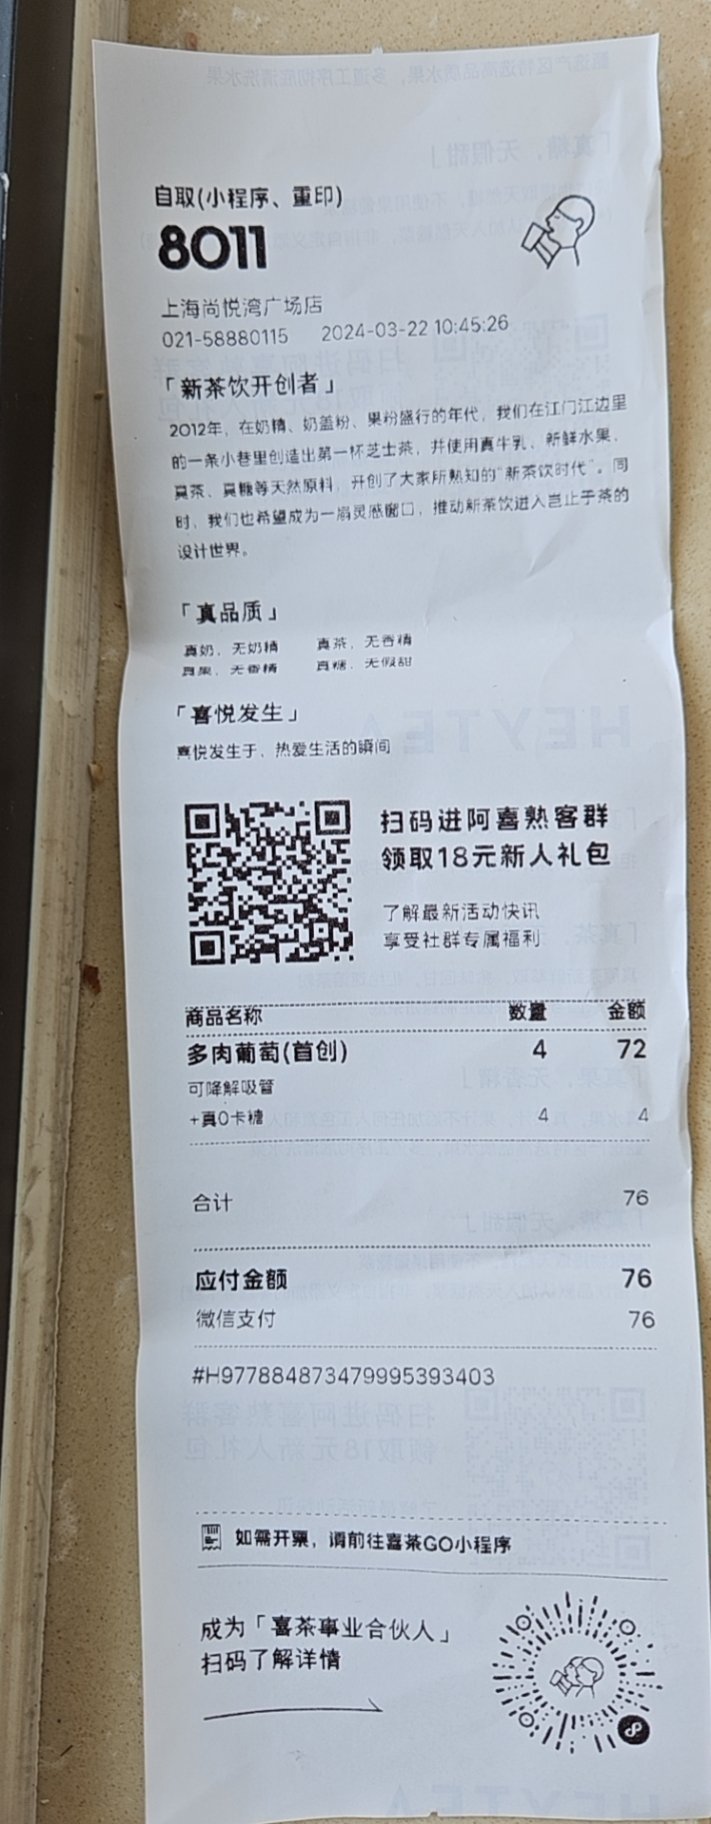 自取(小程序、重印)
8011
上海尚悦湾广场店
021-58880115 2024-03-22 10:45:26
「新茶饮开创者」
2012年，在奶精、奶盖粉、果粉盛行的年代，我们在江门江边里
的一条小巷里创造出第一杯芝士茶，并使用真牛乳、新鲜水果、
真茶、真糖等天然原料，开创了大家所熟知的“新茶饮时代”。同
时，我们也希望成为一扇灵感窗口，推动新茶饮进入岂止于茶的
设计世界。
「真品质」
真奶，无奶精 真茶，无香精
真果，无香精 真糖，无假甜
「喜悦发生」
喜悦发生于、热爱生活的瞬间
扫码进阿喜熟客群
领取18元新人礼包
了解最新活动快讯
享受社群专属福利
商品名称 数量 金额
多肉葡萄(首创) 4 72
可降解吸管
+真0卡糖 4 4
合计 76
应付金额 76
微信支付 76
#H977884873479995393403
如需开票，请前往喜茶GO小程序
成为「喜茶事业合伙人」
扫码了解详情